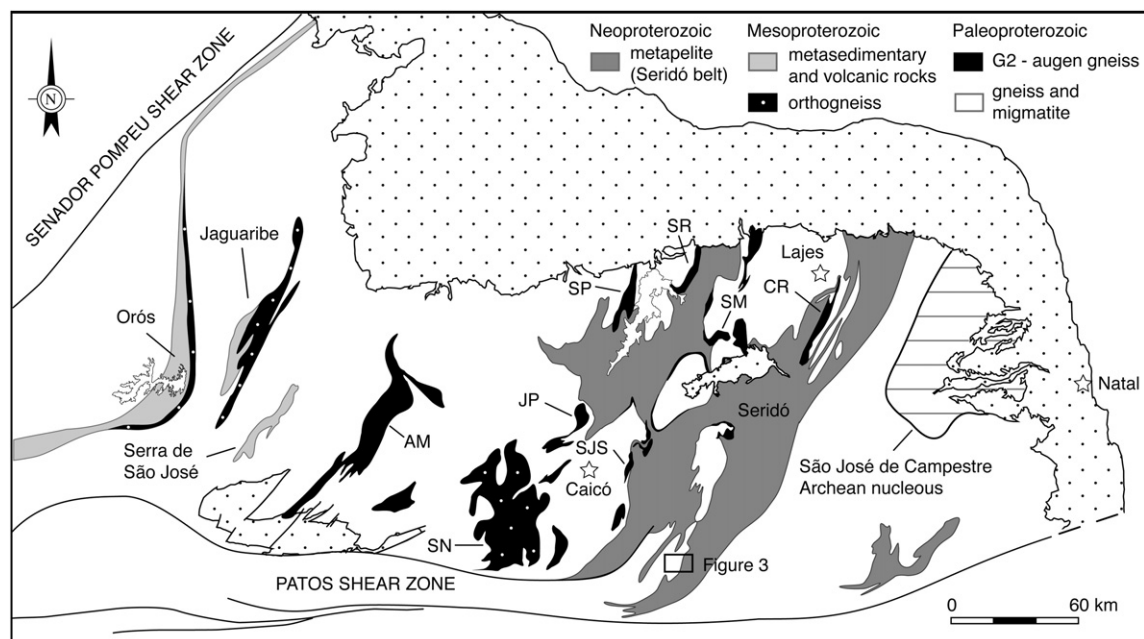 Neoproterozoic
metapelite
(Seridó belt)
Mesoproterozoic
metasedimentary
and volcanic rocks
orthogneiss
Paleoproterozoic
G2 - augen gneiss
gneiss and
migmatite
N
SENADOR POMPEU SHEAR ZONE
Jaguaribe
Orós
Serra de
São José
AM
SN
JP
SJS
Caicó
SP
SR
SM
Lajes
CR
Seridó
Natal
São José de Campestre
Archean nucleous
Figure 3
PATOS SHEAR ZONE
0 60 km